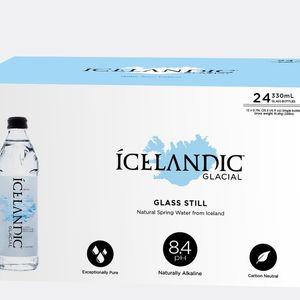 ÍCELANDIC
24 330mL
GLASS BOTTLES
ÍCELANDIC™
GLACIAL
GLASS STILL
Natural Spring Water from Iceland
8,4
pH
Exceptionally Pure
Naturally Alkaline
Carbon Neutral
ÍCELANDIC
GLACIAL